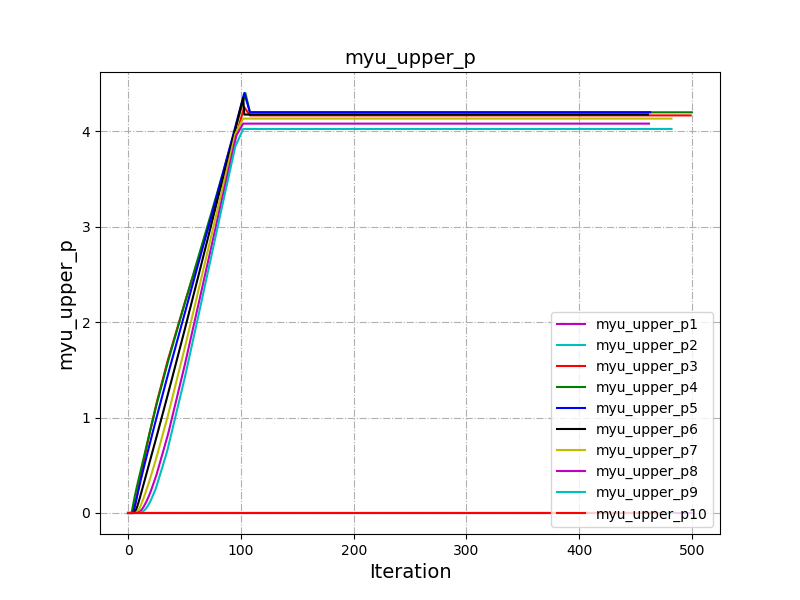 myu_upper_p
myu_upper_p
4
3
2
1
0
0 100 200 300 400 500
Iteration
myu_upper_p1
myu_upper_p2
myu_upper_p3
myu_upper_p4
myu_upper_p5
myu_upper_p6
myu_upper_p7
myu_upper_p8
myu_upper_p9
myu_upper_p10